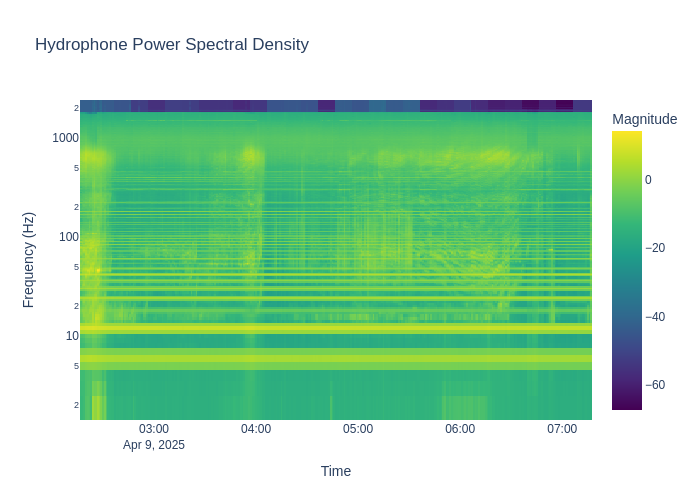 Hydrophone Power Spectral Density
Magnitude
0
−20
−40
−60
Frequency (Hz)
2
1000
5
2
100
5
2
10
5
2
03:00 04:00 05:00 06:00 07:00
Apr 9, 2025
Time